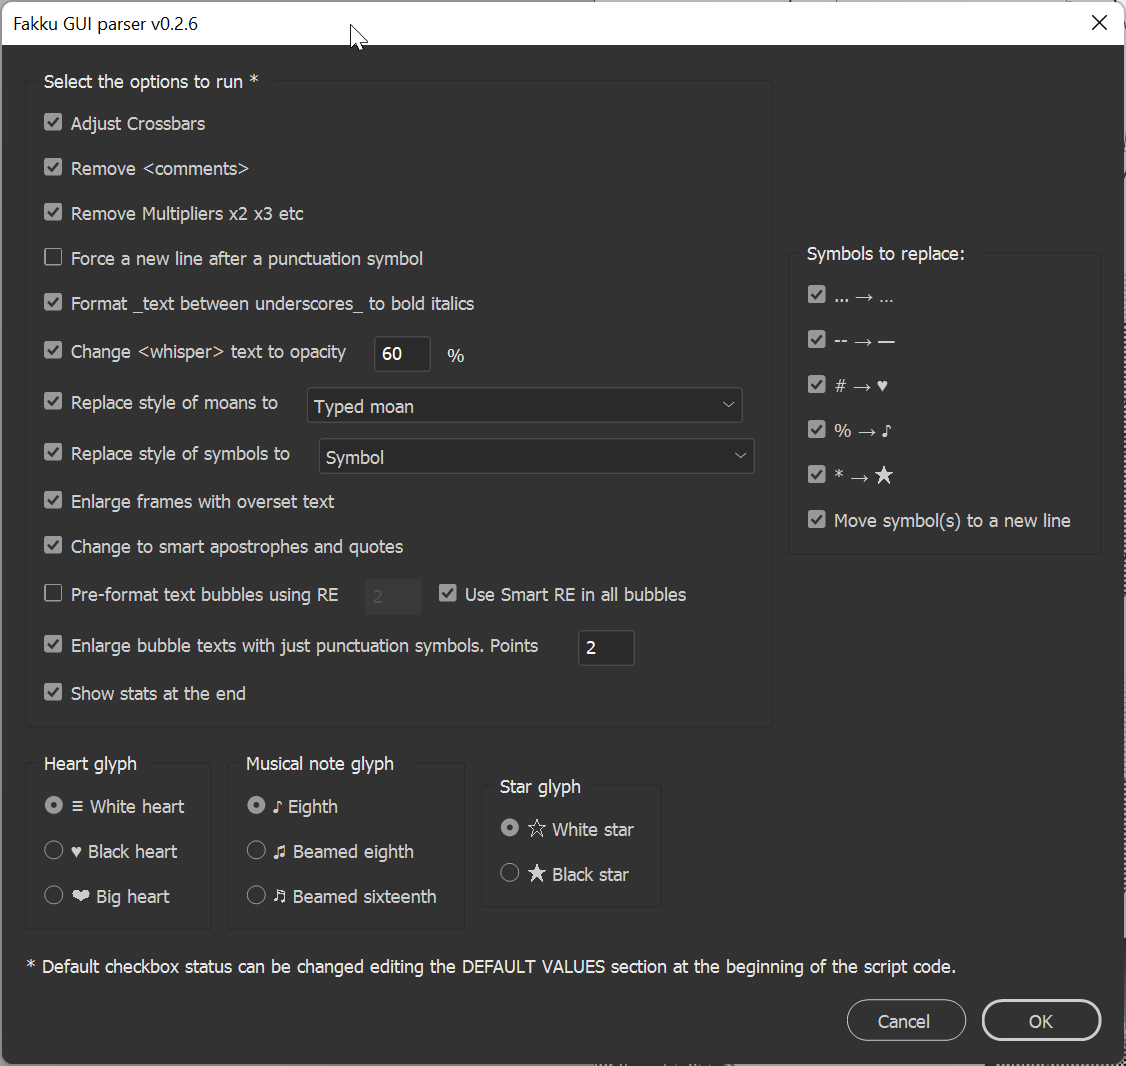 Fakku GUI parser v0.2.6
Select the options to run *
Adjust Crossbars
Remove <comments>
Remove Multipliers x2 x3 etc
Force a new line after a punctuation symbol
Format _text between underscores_ to bold italics
Change <whisper> text to opacity 60 %
Replace style of moans to Typed moan
Replace style of symbols to Symbol
Enlarge frames with overset text
Change to smart apostrophes and quotes
Pre-format text bubbles using RE 2 Use Smart RE in all bubbles
Enlarge bubble texts with just punctuation symbols. Points 2
Show stats at the end
Symbols to replace:
... → …
-- → —
# → ♥
% → ♪
* → ★
Move symbol(s) to a new line
Heart glyph
≡ White heart
♥ Black heart
❤ Big heart
Musical note glyph
♪ Eighth
♫ Beamed eighth
♬ Beamed sixteenth
Star glyph
☆ White star
★ Black star
* Default checkbox status can be changed editing the DEFAULT VALUES section at the beginning of the script code.
Cancel
OK